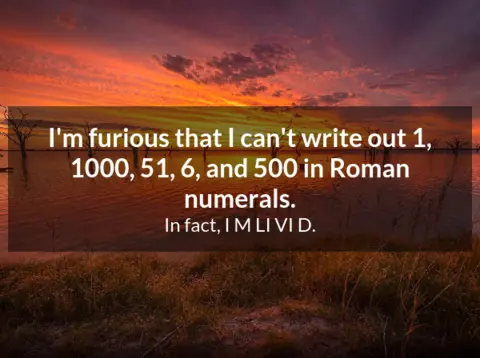 I'm furious that I can't write out 1,
1000, 51, 6, and 500 in Roman
numerals.
In fact, I M LI VI D.